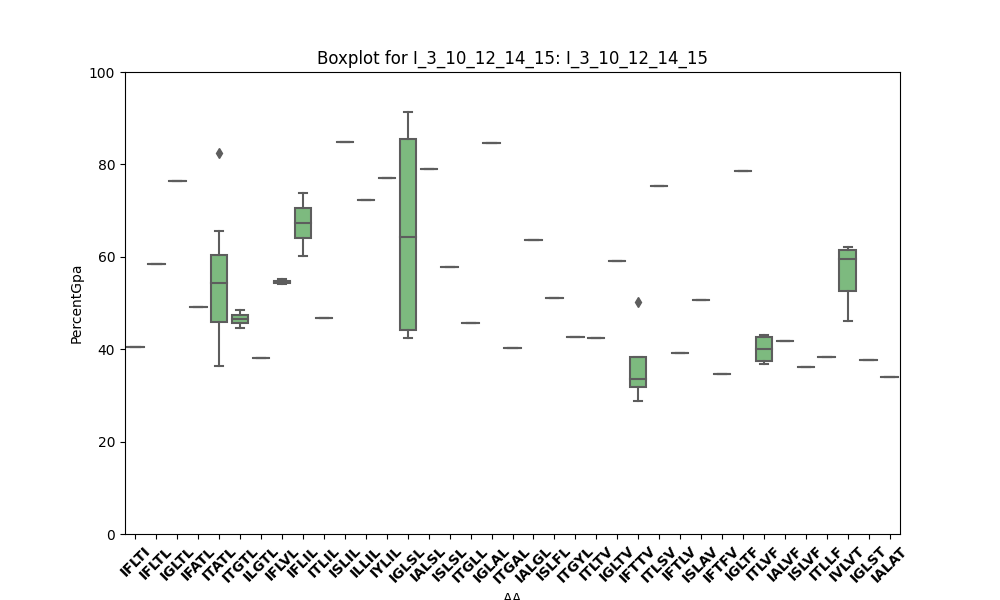 Boxplot for I_3_10_12_14_15: I_3_10_12_14_15
PercentGpa
100
80
60
40
20
0
IFLTI
IFLTL
IGLTL
IFATL
ITATL
ITGTL
ILGTL
IFLVL
IFLIL
ITLIL
ISLIL
ILLIL
IYLIL
IGLSL
IALSL
ISLSL
ITGLL
IGLAL
ITGAL
IALGL
ISLFL
ITGYL
ITLTV
IGLTV
IFTTV
ITLSV
IFTLV
ISLAV
IFTFV
IGLTF
ITLVF
IALVF
ISLVF
ITLLF
IVLVT
IGLST
IALAT
AA